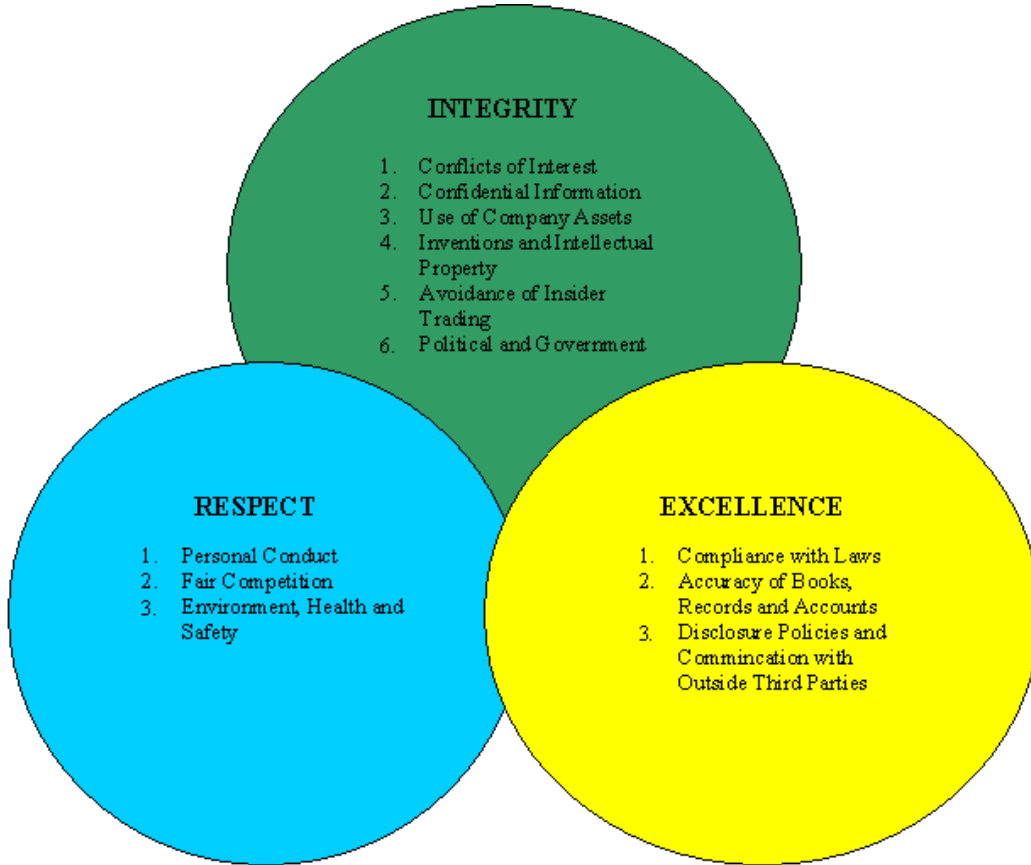 INTEGRITY
1. Conflicts of Interest
2. Confidential Information
3. Use of Company Assets
4. Inventions and Intellectual
Property
5. Avoidance of Insider
Trading
6. Political and Government
RESPECT
1. Personal Conduct
2. Fair Competition
3. Environment, Health and
Safety
EXCELLENCE
1. Compliance with Laws
2. Accuracy of Books,
Records and Accounts
3. Disclosure Policies and
Commincation with
Outside Third Parties